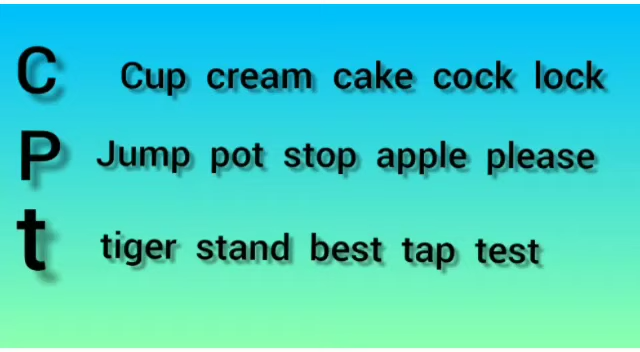 C Cup cream cake cock lock
P Jump pot stop apple please
t tiger stand best tap test